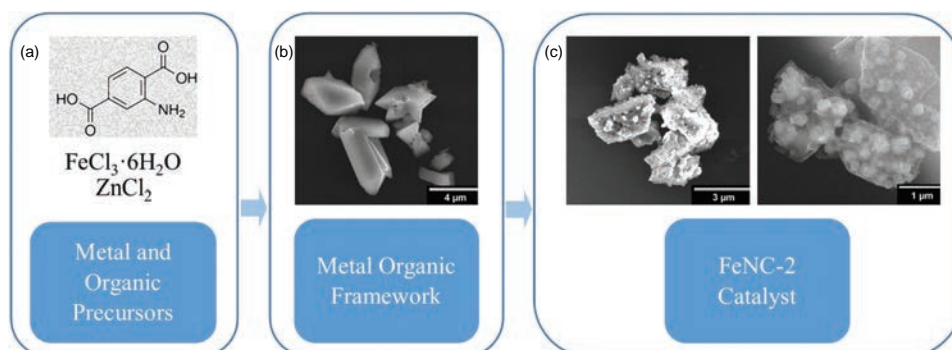 (a)
O
OH
HO
NH₂
O
FeCl₃·6H₂O
ZnCl₂
Metal and
Organic
Precursors
(b)
4 μm
Metal Organic
Framework
(c)
3 μm
1 μm
FeNC-2
Catalyst